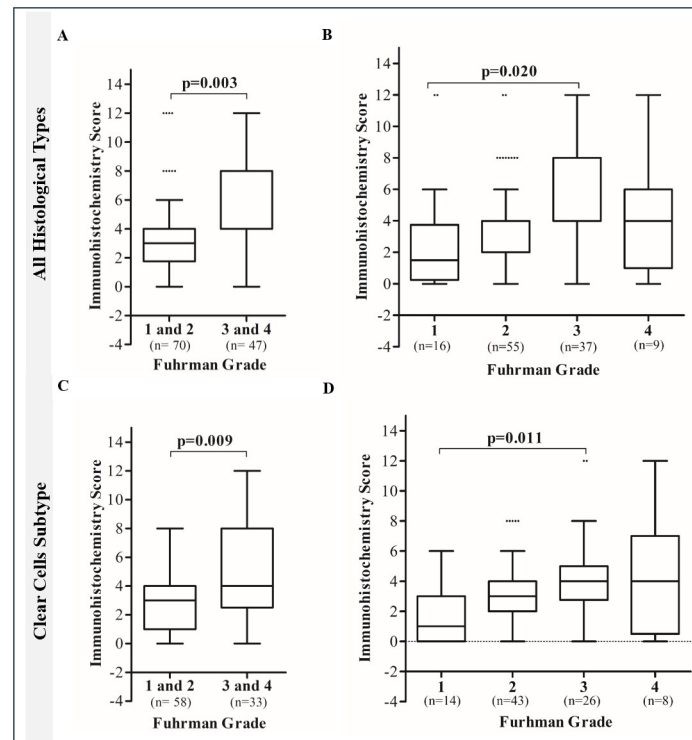 All Histological Types
A
p=0.003
Immunohistochemistry Score
14
12
10
8
6
4
2
0
-2
-4
1 and 2
3 and 4
(n= 70)
(n= 47)
Fuhrman Grade
B
p=0.020
Immunohistochemistry Score
14
12
10
8
6
4
2
0
-2
-4
1
2
3
4
(n=16)
(n=55)
(n=37)
(n=9)
Fuhrman Grade
Clear Cells Subtype
C
p=0.009
Immunohistochemistry Score
14
12
10
8
6
4
2
0
-2
-4
1 and 2
3 and 4
(n= 58)
(n=33)
Fuhrman Grade
D
p=0.011
Immunohistochemistry Score
14
12
10
8
6
4
2
0
-2
-4
1
2
3
4
(n=14)
(n=43)
(n=26)
(n=8)
Furhman Grade